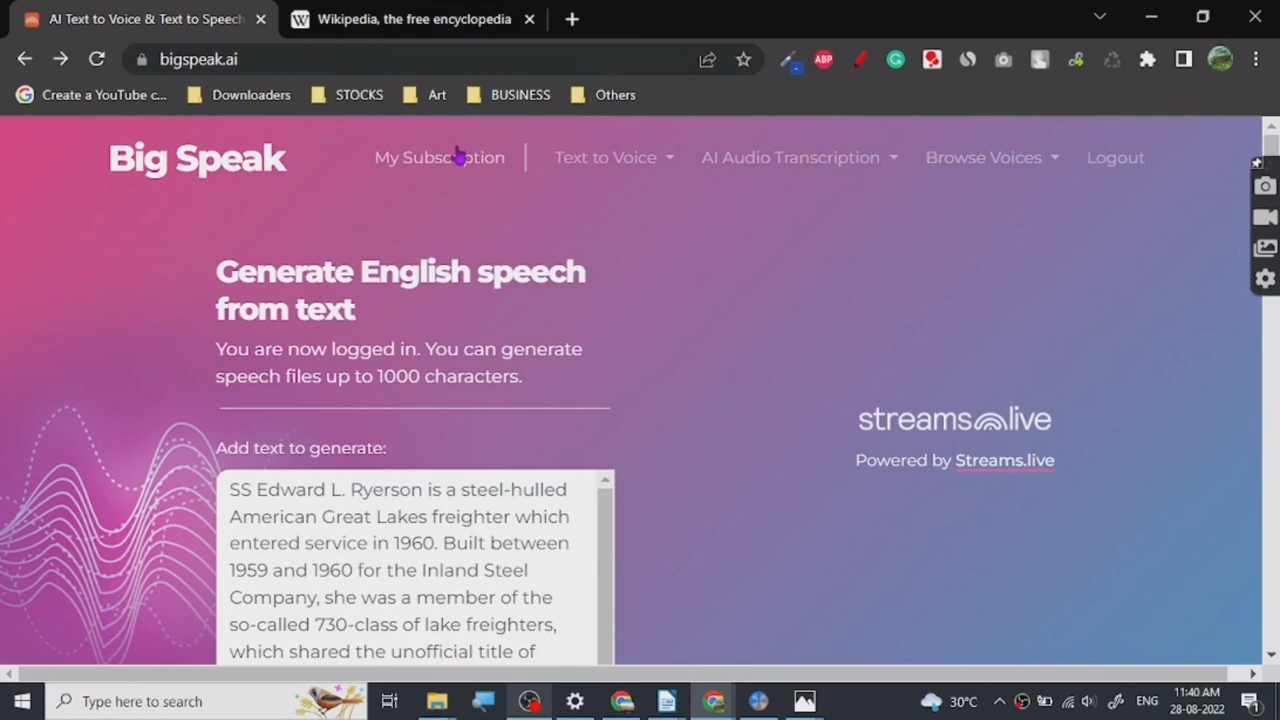 AI Text to Voice & Text to Speech
Wikipedia, the free encyclopedia
bigspeak.ai
ABP
Create a YouTube c...
Downloaders
STOCKS
Art
BUSINESS
Others
Big Speak
My Subscription
Text to Voice
AI Audio Transcription
Browse Voices
Logout
Generate English speech
from text
You are now logged in. You can generate
speech files up to 1000 characters.
Add text to generate:
SS Edward L. Ryerson is a steel-hulled
American Great Lakes freighter which
entered service in 1960. Built between
1959 and 1960 for the Inland Steel
Company, she was a member of the
so-called 730-class of lake freighters,
which shared the unofficial title of
streams live
Powered by Streams.live
Type here to search
30°C
ENG
11:40 AM
28-08-2022
1